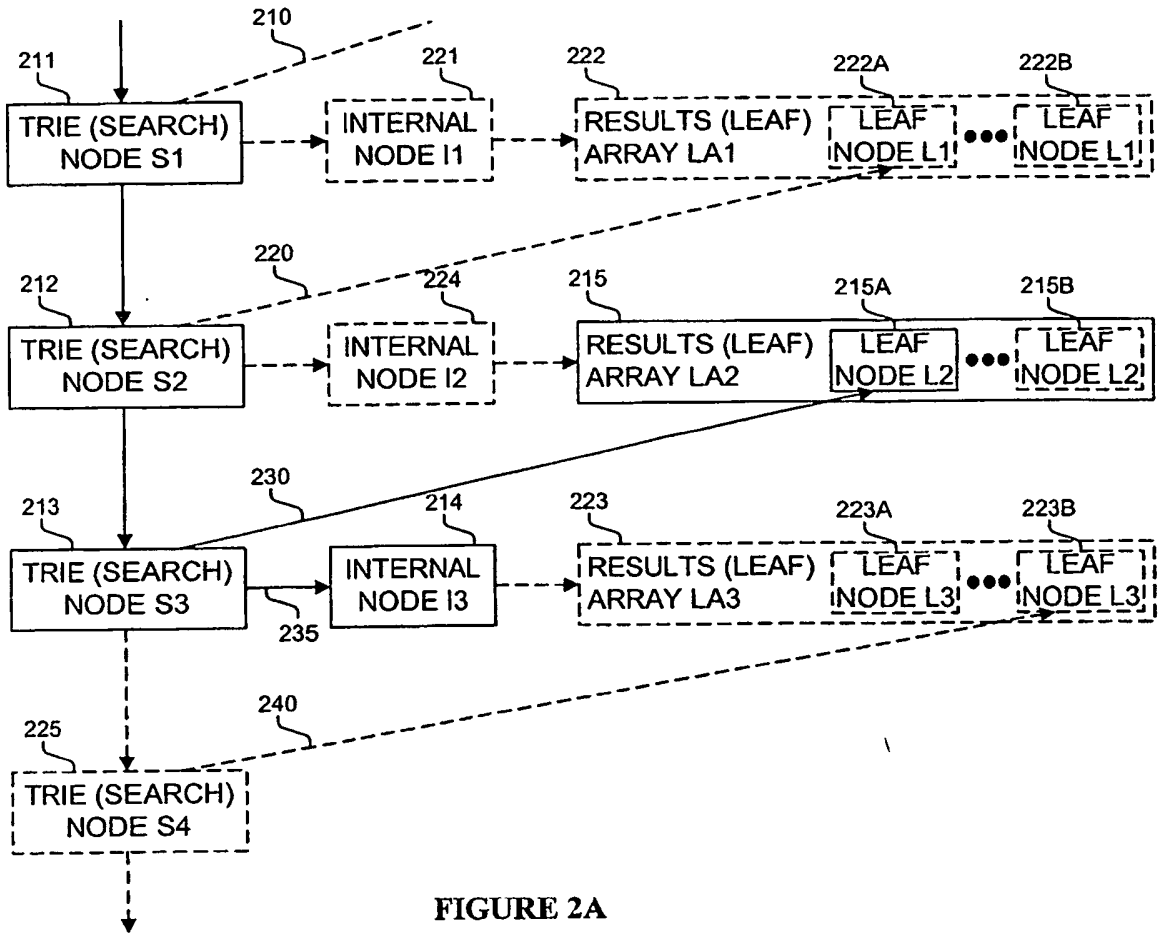 210
211
221
222
222A
222B
TRIE (SEARCH)
NODE S1
INTERNAL
NODE I1
RESULTS (LEAF)
ARRAY LA1
LEAF
NODE L1
LEAF
NODE L1
220
212
224
215
215A
215B
TRIE (SEARCH)
NODE S2
INTERNAL
NODE I2
RESULTS (LEAF)
ARRAY LA2
LEAF
NODE L2
LEAF
NODE L2
230
213
214
223
223A
223B
TRIE (SEARCH)
NODE S3
235
INTERNAL
NODE I3
RESULTS (LEAF)
ARRAY LA3
LEAF
NODE L3
LEAF
NODE L3
240
225
TRIE (SEARCH)
NODE S4
FIGURE 2A